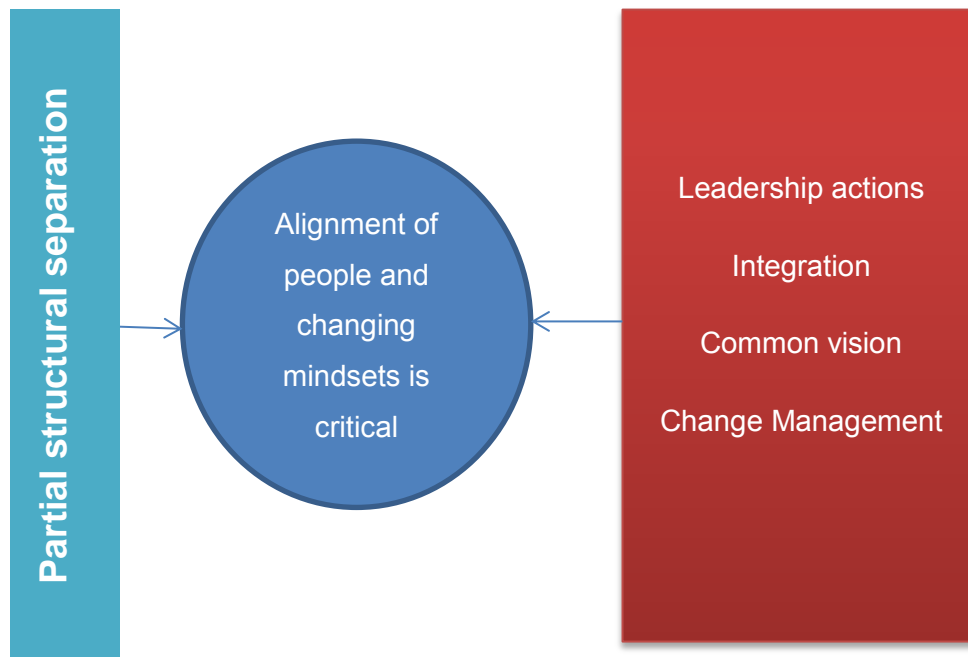 Partial structural separation
Alignment of
people and
changing
mindsets is
critical
Leadership actions
Integration
Common vision
Change Management